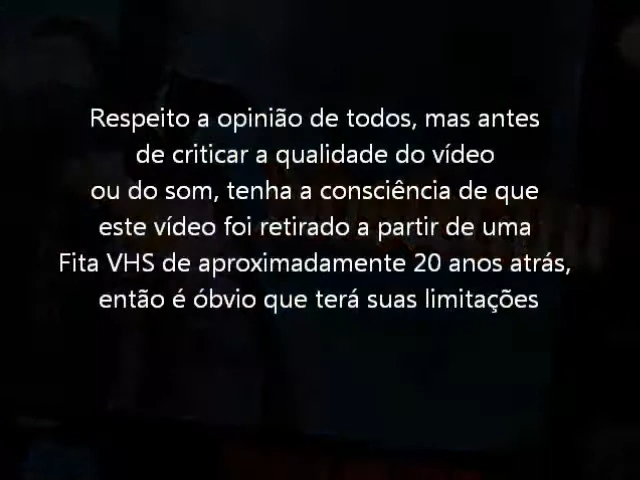 Respeito a opinião de todos, mas antes
de criticar a qualidade do vídeo
ou do som, tenha a consciência de que
este vídeo foi retirado a partir de uma
Fita VHS de aproximadamente 20 anos atrás,
então é óbvio que terá suas limitações